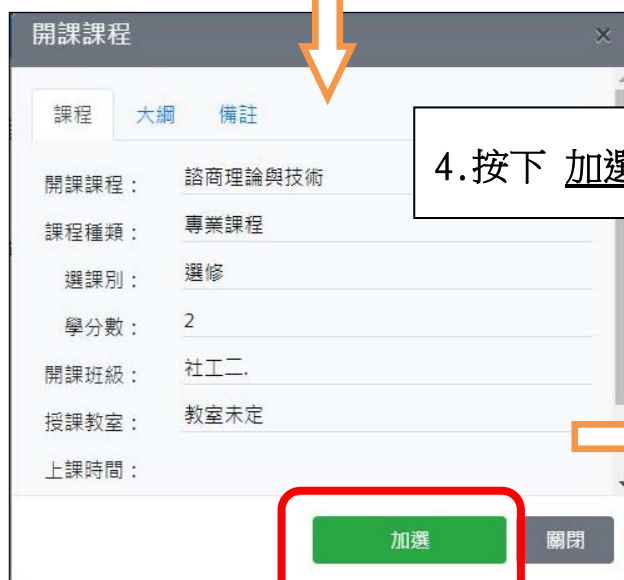 開課課程 ×
課程 大綱 備註
4.按下 加選
開課課程： 諮商理論與技術
課程種類： 專業課程
選課別： 選修
學分數： 2
開課班級： 社工二.
授課教室： 教室未定
上課時間：
加選 關閉